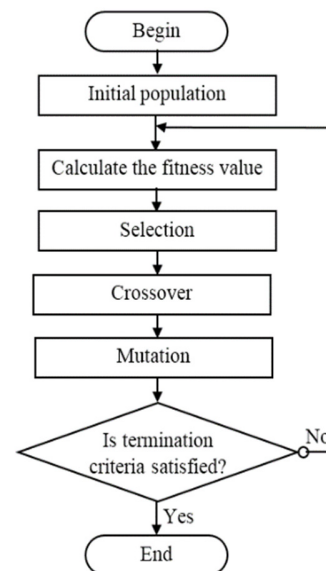 Begin
Initial population
Calculate the fitness value
Selection
Crossover
Mutation
Is termination
criteria satisfied?
No
Yes
End